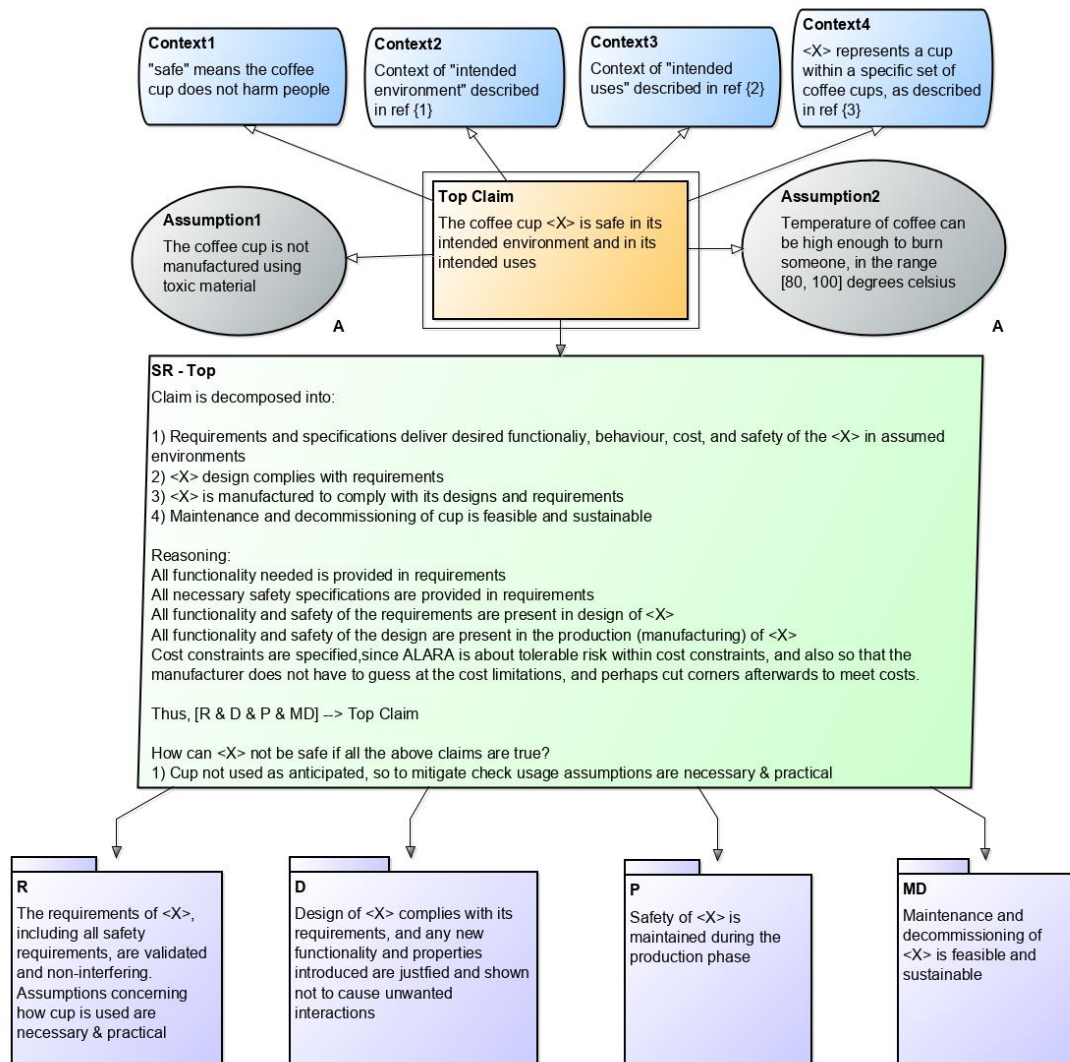 Context1
"safe" means the coffee
cup does not harm people
Context2
Context of "intended
environment" described
in ref {1}
Context3
Context of "intended
uses" described in ref {2}
Context4
<X> represents a cup
within a specific set of
coffee cups, as described
in ref {3}
Assumption1
The coffee cup is not
manufactured using
toxic material
A
Top Claim
The coffee cup <X> is safe in its
intended environment and in its
intended uses
Assumption2
Temperature of coffee can
be high enough to burn
someone, in the range
[80, 100] degrees celsius
A
SR - Top
Claim is decomposed into:
1) Requirements and specifications deliver desired functionaliy, behaviour, cost, and safety of the <X> in assumed
environments
2) <X> design complies with requirements
3) <X> is manufactured to comply with its designs and requirements
4) Maintenance and decommissioning of cup is feasible and sustainable
Reasoning:
All functionality needed is provided in requirements
All necessary safety specifications are provided in requirements
All functionality and safety of the requirements are present in design of <X>
All functionality and safety of the design are present in the production (manufacturing) of <X>
Cost constraints are specified,since ALARA is about tolerable risk within cost constraints, and also so that the
manufacturer does not have to guess at the cost limitations, and perhaps cut corners afterwards to meet costs.
Thus, [R & D & P & MD] --> Top Claim
How can <X> not be safe if all the above claims are true?
1) Cup not used as anticipated, so to mitigate check usage assumptions are necessary & practical
R
The requirements of <X>,
including all safety
requirements, are validated
and non-interfering.
Assumptions concerning
how cup is used are
necessary & practical
D
Design of <X> complies with its
requirements, and any new
functionality and properties
introduced are justfied and shown
not to cause unwanted
interactions
P
Safety of <X> is
maintained during the
production phase
MD
Maintenance and
decommissioning of
<X> is feasible and
sustainable